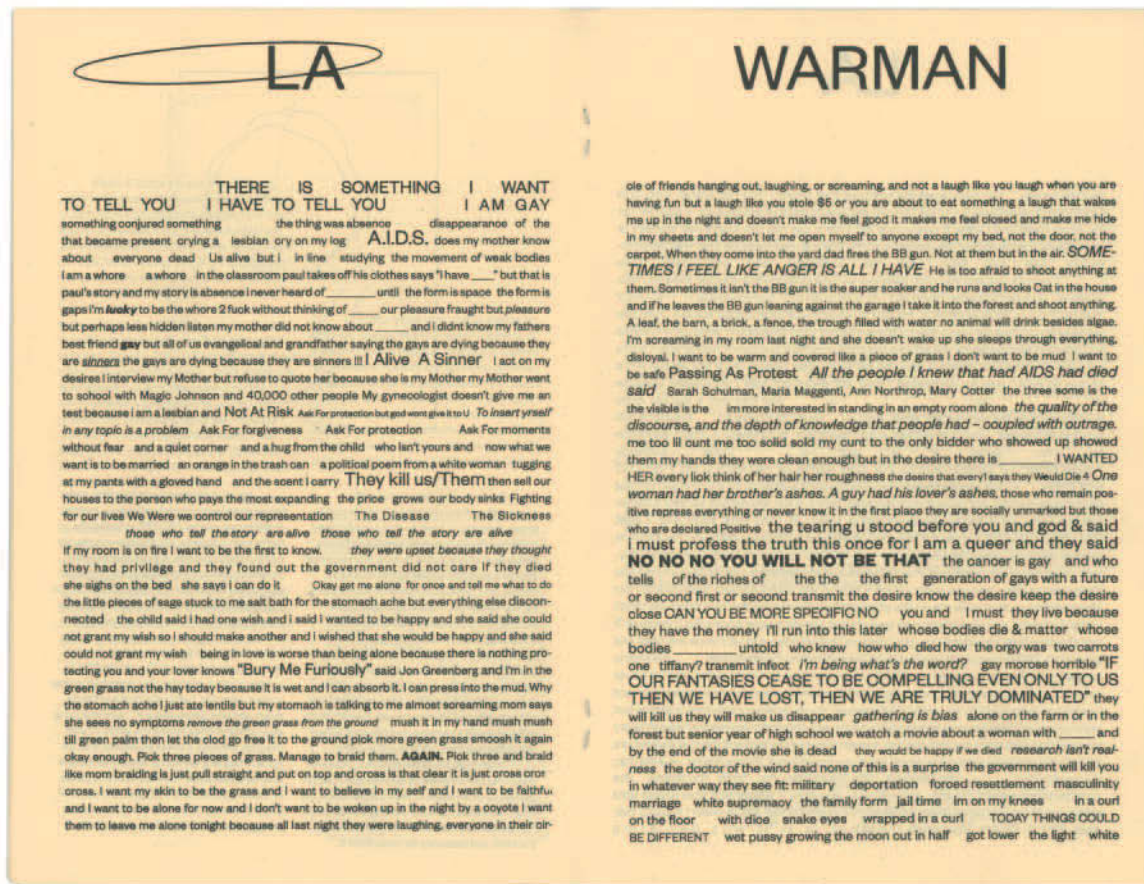 LA
THERE IS SOMETHING I WANT
TO TELL YOU I HAVE TO TELL YOU I AM GAY
something conjured something the thing was absence disappearance of the
that became present crying a lesbian cry on my log A.I.D.S. does my mother know
about everyone dead Us alive but i in line studying the movement of weak bodies
I am a whore a whore in the classroom paul takes off his clothes says "I have ____" but that is
paul's story and my story is absence I never heard of ________ until the form is space the form is
gaps I'm lucky to be the whore 2 fuck without thinking of _____ our pleasure fraught but pleasure
but perhaps less hidden listen my mother did not know about ______ and i didnt know my fathers
best friend gay but all of us evangelical and grandfather saying the gays are dying because they
are sinners the gays are dying because they are sinners !!! I Alive A Sinner I act on my
desires I interview my Mother but refuse to quote her because she is my Mother my Mother went
to school with Magic Johnson and 40,000 other people My gynecologist doesn't give me an
test because i am a lesbian and Not At Risk Ask For protection but god wont give it to U To insert yrself
in any topic is a problem Ask For forgiveness Ask For protection Ask For moments
without fear and a quiet corner and a hug from the child who isn't yours and now what we
want is to be married an orange in the trash can a political poem from a white woman tugging
at my pants with a gloved hand and the scent I carry They kill us/Them then sell our
houses to the person who pays the most expanding the price grows our body sinks Fighting
for our lives We Were we control our representation The Disease The Sickness
those who tell the story are alive those who tell the story are alive
If my room is on fire I want to be the first to know. they were upset because they thought
they had privilege and they found out the government did not care if they died
she sighs on the bed she says i can do it Okay get me alone for once and tell me what to do
the little pieces of sage stuck to me salt bath for the stomach ache but everything else discon-
nected the child said i had one wish and i said I wanted to be happy and she said she could
not grant my wish so I should make another and I wished that she would be happy and she said
could not grant my wish being in love is worse than being alone because there is nothing pro-
tecting you and your lover knows "Bury Me Furiously" said Jon Greenberg and I'm in the
green grass not the hay today because it is wet and I can absorb it. I can press into the mud. Why
the stomach ache I just ate lentils but my stomach is talking to me almost screaming mom says
she sees no symptoms remove the green grass from the ground mush it in my hand mush mush
till green palm then let the clod go free it to the ground pick more green grass smoosh it again
okay enough. Pick three pieces of grass. Manage to braid them. AGAIN. Pick three and braid
like mom braiding is just pull straight and put on top and cross is that clear it is just cross cros
cross. I want my skin to be the grass and I want to believe in my self and I want to be faithful
and I want to be alone for now and I don't want to be woken up in the night by a coyote I want
them to leave me alone tonight because all last night they were laughing, everyone in their cir-
WARMAN
cle of friends hanging out, laughing, or screaming, and not a laugh like you laugh when you are
having fun but a laugh like you stole $5 or you are about to eat something a laugh that wakes
me up in the night and doesn't make me feel good it makes me feel closed and make me hide
in my sheets and doesn't let me open myself to anyone except my bed, not the door, not the
carpet. When they come into the yard dad fires the BB gun. Not at them but in the air. SOME-
TIMES I FEEL LIKE ANGER IS ALL I HAVE He is too afraid to shoot anything at
them. Sometimes it isn't the BB gun it is the super soaker and he runs and locks Cat in the house
and if he leaves the BB gun leaning against the garage I take it into the forest and shoot anything.
A leaf, the barn, a brick, a fence, the trough filled with water no animal will drink besides algae.
I'm screaming in my room last night and she doesn't wake up she sleeps through everything,
disloyal. I want to be warm and covered like a piece of grass I don't want to be mud I want to
be safe Passing As Protest All the people I knew that had AIDS had died
said Sarah Schulman, Maria Maggenti, Ann Northrop, Mary Cotter the three some is the
the visible is the im more interested in standing in an empty room alone the quality of the
discourse, and the depth of knowledge that people had – coupled with outrage.
me too lil cunt me too solid sold my cunt to the only bidder who showed up showed
them my hands they were clean enough but in the desire there is ________ I WANTED
HER every lick think of her hair her roughness the desire that every1 says they Would Die 4 One
woman had her brother's ashes. A guy had his lover's ashes. those who remain pos-
itive repress everything or never knew it in the first place they are socially unmarked but those
who are declared Positive the tearing u stood before you and god & said
i must profess the truth this once for I am a queer and they said
NO NO NO YOU WILL NOT BE THAT the cancer is gay and who
tells of the riches of the the the first generation of gays with a future
or second first or second transmit the desire know the desire keep the desire
close CAN YOU BE MORE SPECIFIC NO you and I must they live because
they have the money i'll run into this later whose bodies die & matter whose
bodies ________ untold who knew how who died how the orgy was two carrots
one tiffany? transmit infect I'm being what's the word? gay morose horrible "IF
OUR FANTASIES CEASE TO BE COMPELLING EVEN ONLY TO US
THEN WE HAVE LOST, THEN WE ARE TRULY DOMINATED" they
will kill us they will make us disappear gathering is bias alone on the farm or in the
forest but senior year of high school we watch a movie about a woman with _____ and
by the end of the movie she is dead they would be happy if we died research isn't real-
ness the doctor of the wind said none of this is a surprise the government will kill you
in whatever way they see fit: military deportation forced resettlement masculinity
marriage white supremacy the family form jail time im on my knees in a curl
on the floor with dice snake eyes wrapped in a curl TODAY THINGS COULD
BE DIFFERENT wet pussy growing the moon out in half got lower the light white